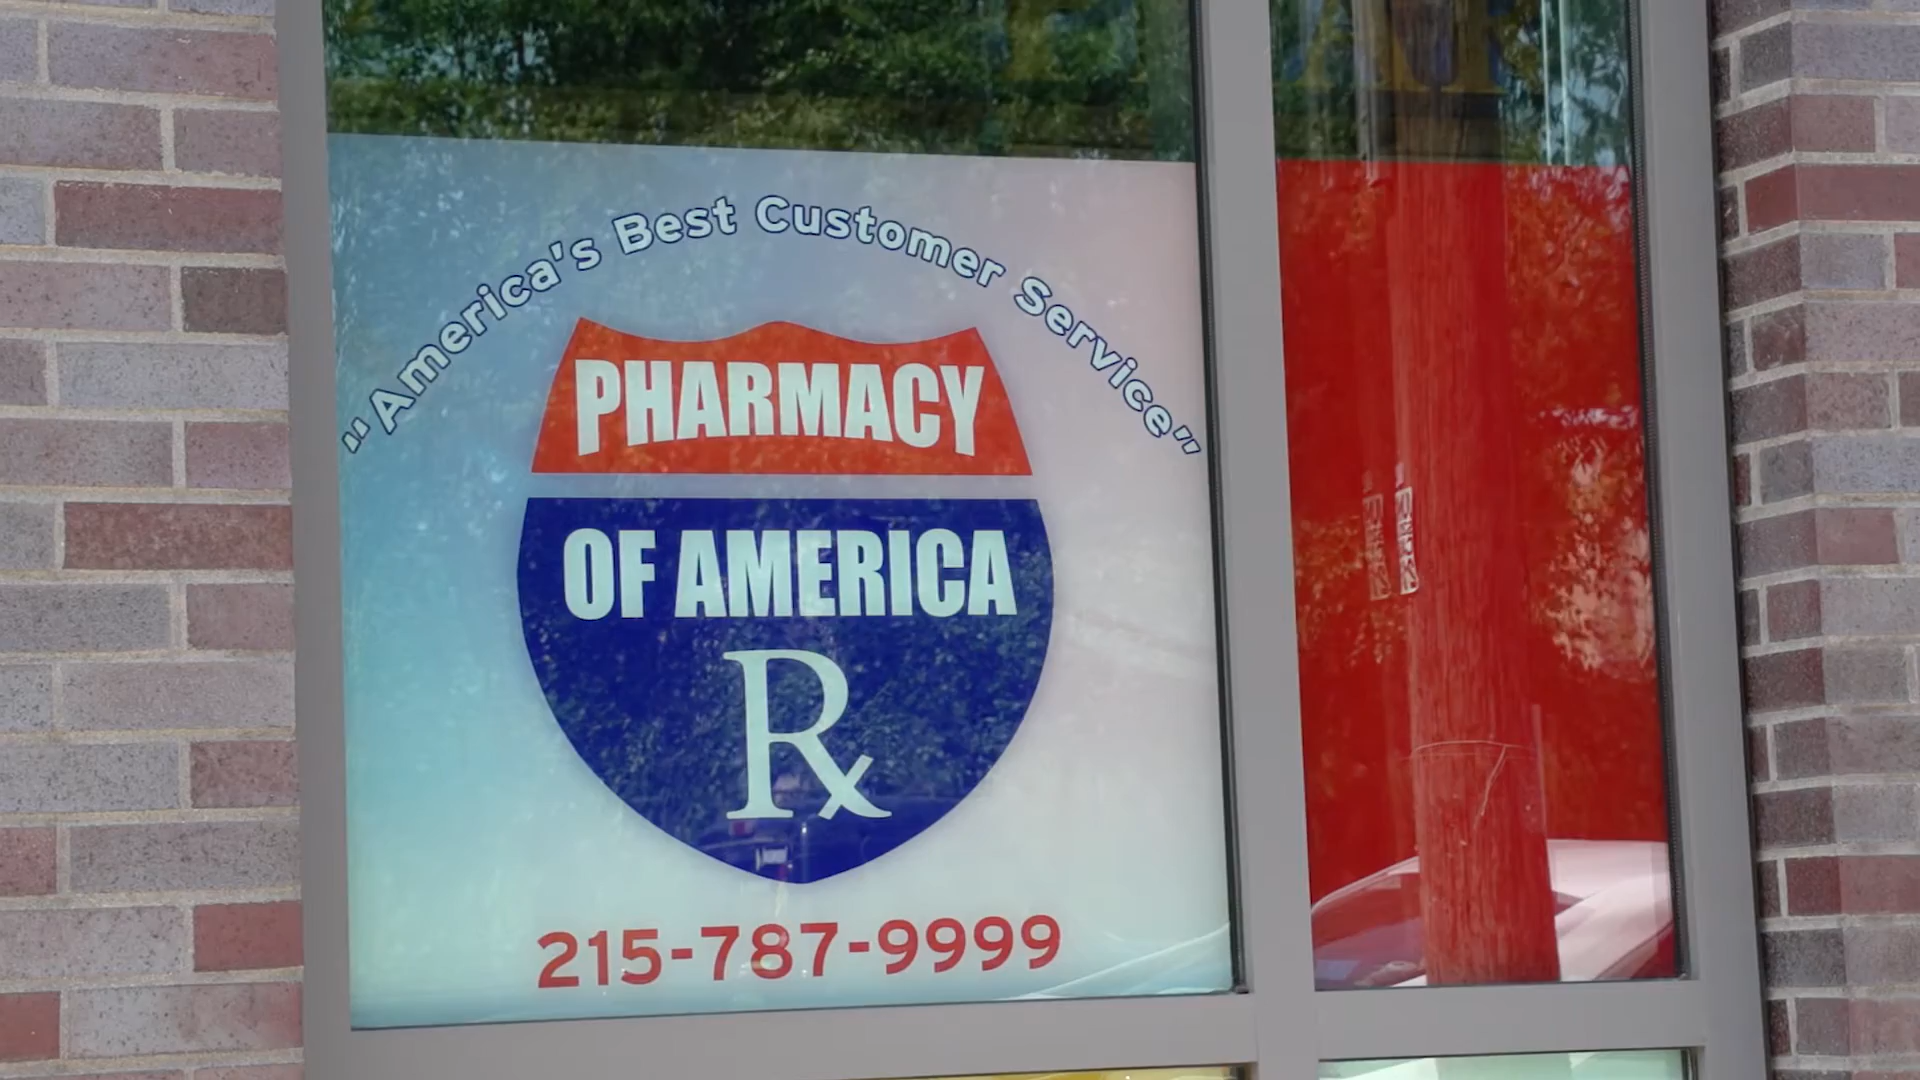 "America's Best Customer Service"
PHARMACY
OF AMERICA
Rx
215-787-9999